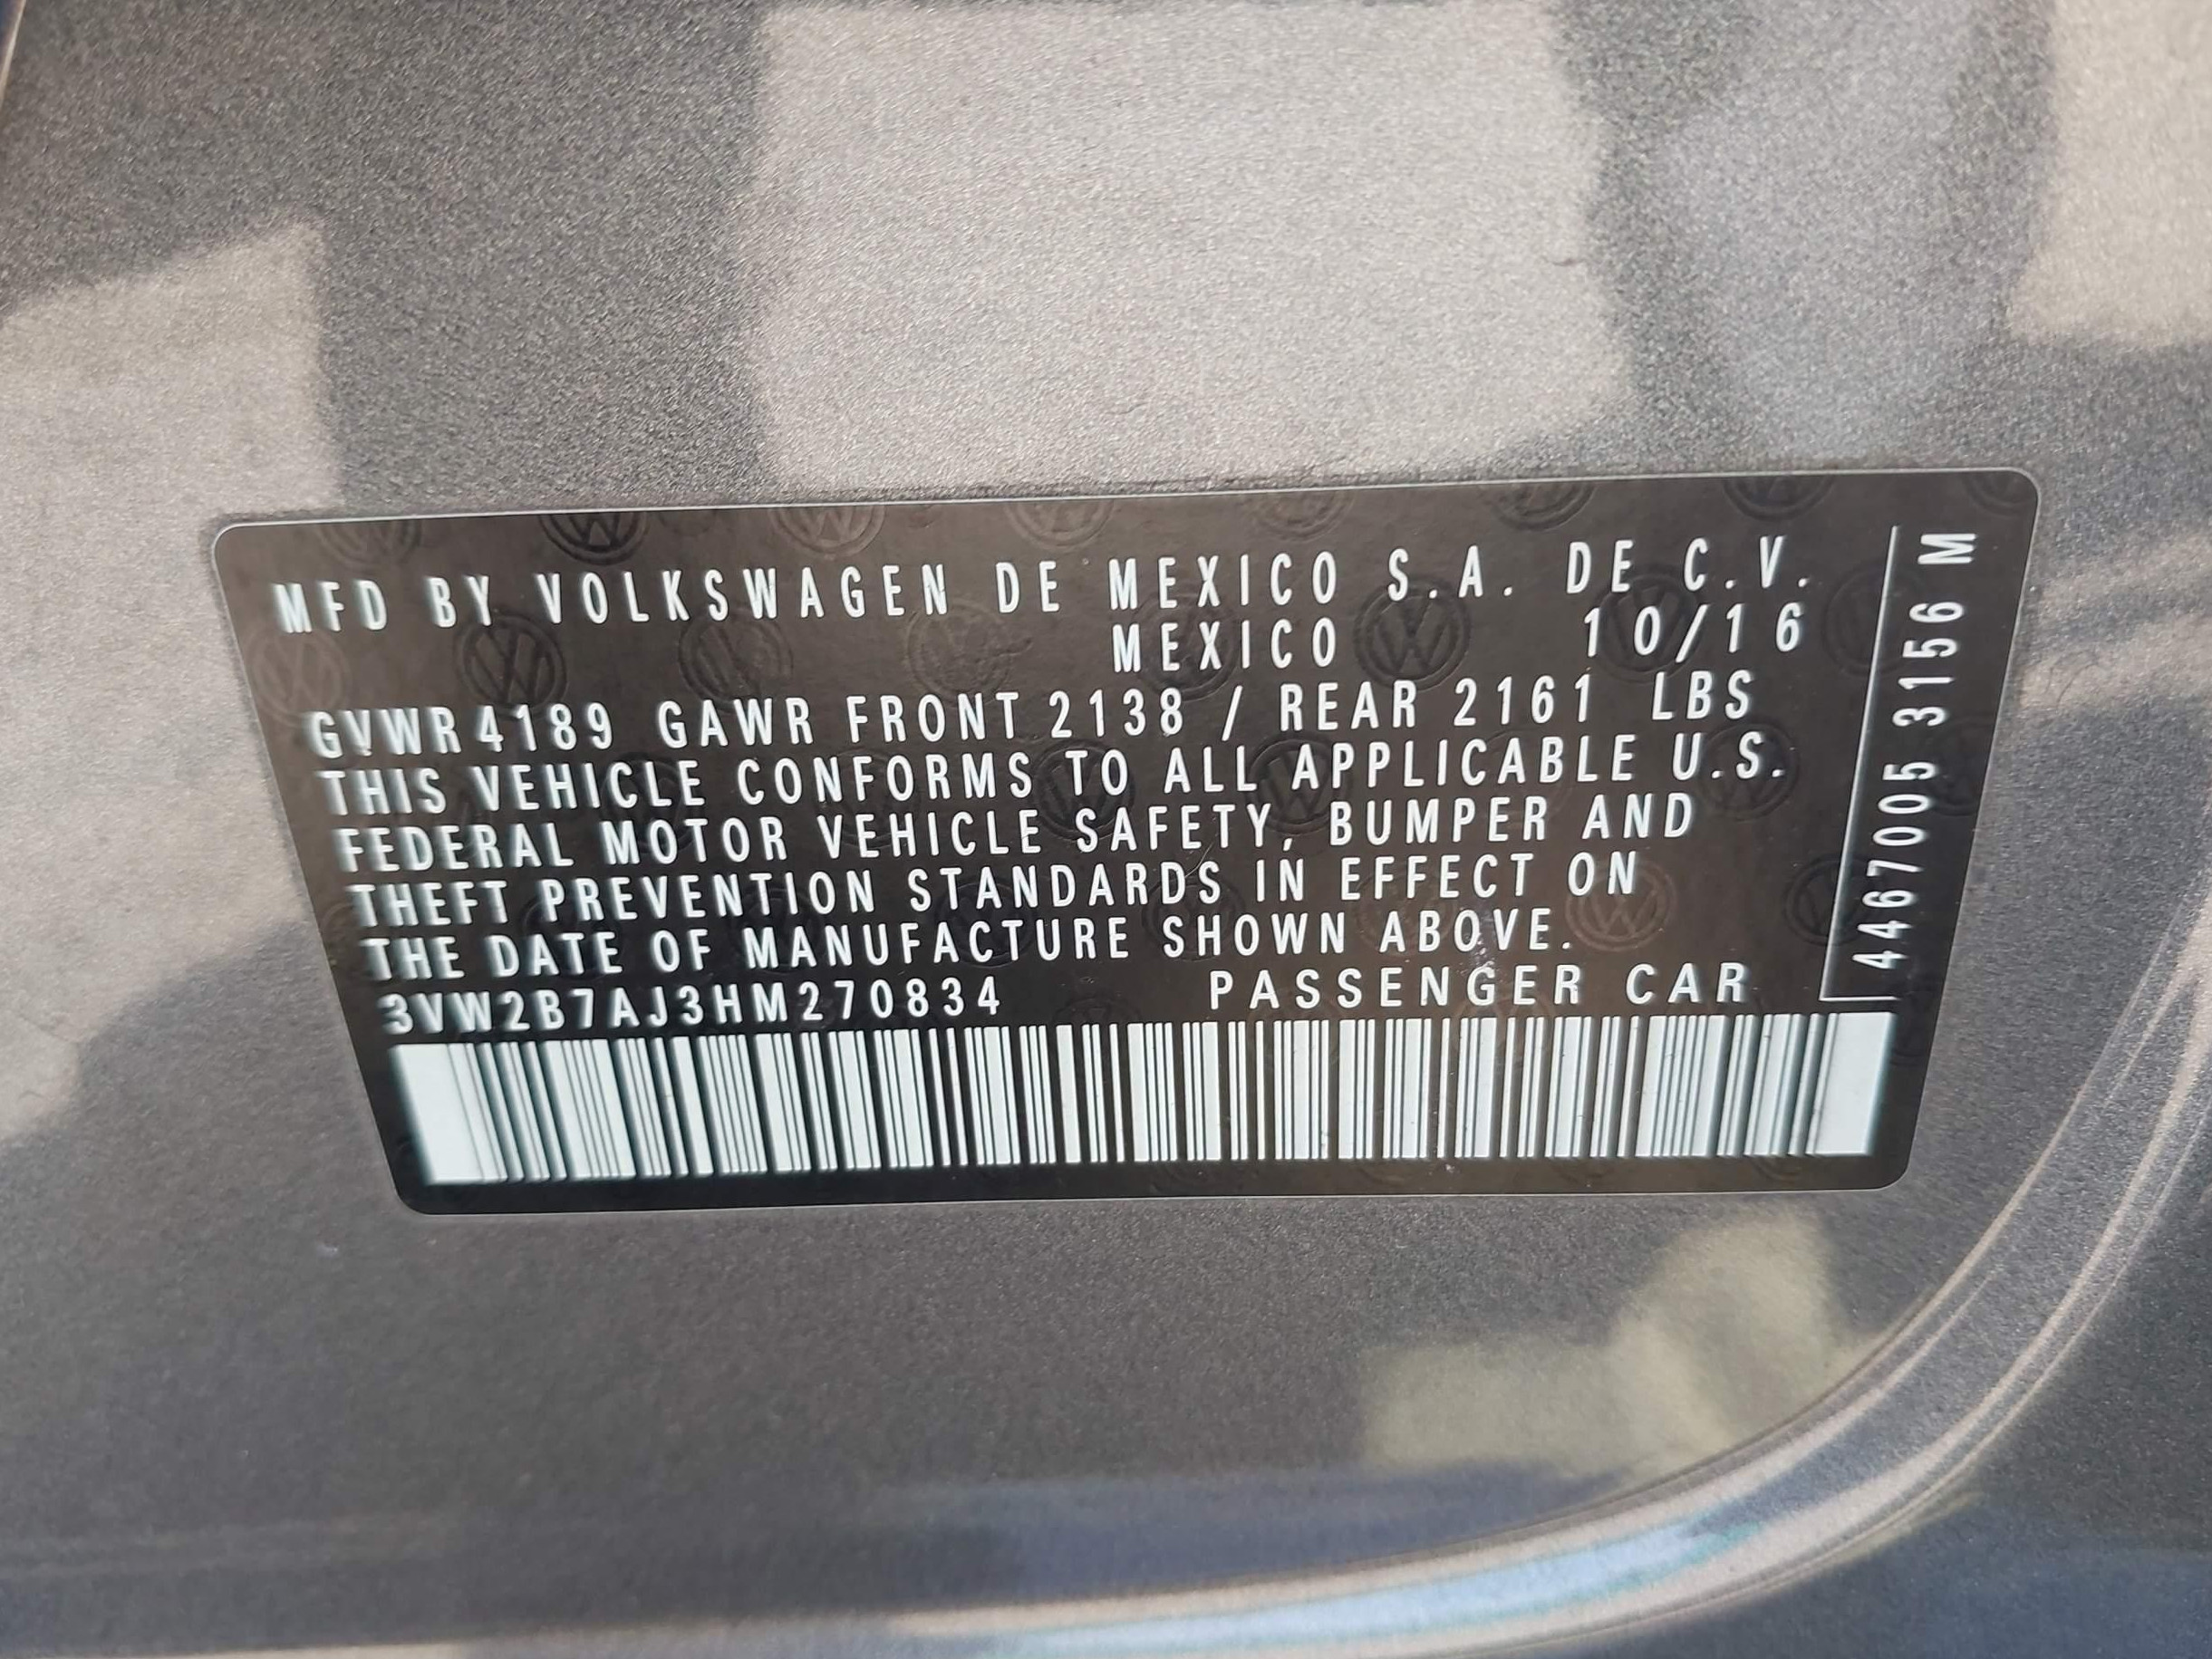 MFD BY VOLKSWAGEN DE MEXICO S.A. DE C.V.
MEXICO 10/16
GVWR 4189 GAWR FRONT 2138 / REAR 2161 LBS
THIS VEHICLE CONFORMS TO ALL APPLICABLE U.S.
FEDERAL MOTOR VEHICLE SAFETY, BUMPER AND
THEFT PREVENTION STANDARDS IN EFFECT ON
THE DATE OF MANUFACTURE SHOWN ABOVE.
3VW2B7AJ3HM270834 PASSENGER CAR
4467005 3156 M